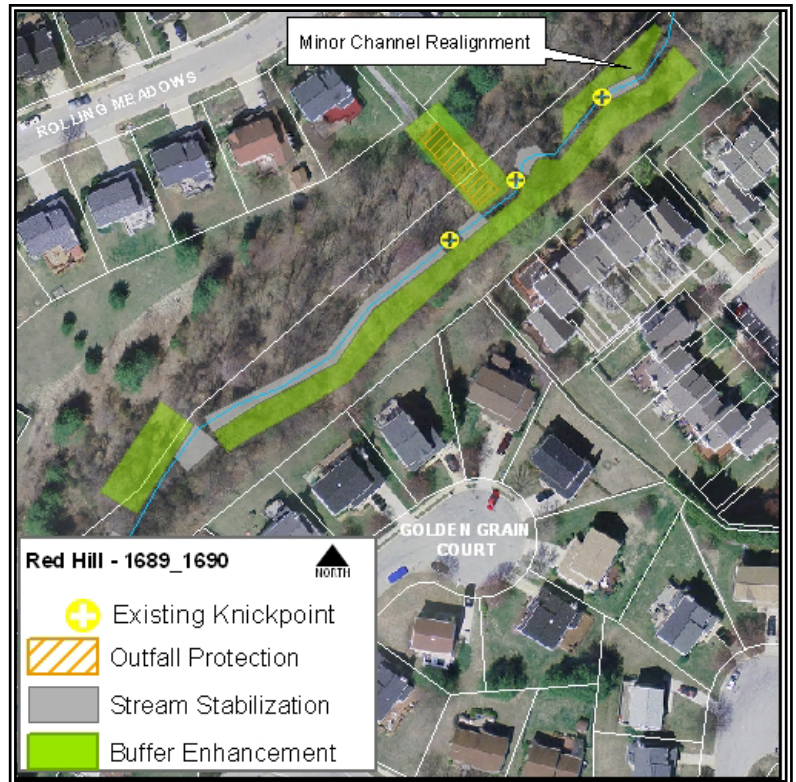 Minor Channel Realignment
ROLLING MEADOWS
GOLDEN GRAIN
COURT
Red Hill - 1689_1690
NORTH
Existing Knickpoint
Outfall Protection
Stream Stabilization
Buffer Enhancement